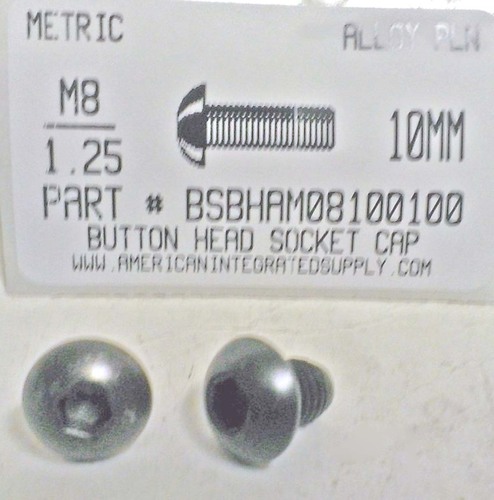 METRIC ALLOY PLN
M8
1.25
10MM
PART # BSBHAM08100100
BUTTON HEAD SOCKET CAP
WWW.AMERICANINTEGRATEDSUPPLY.COM